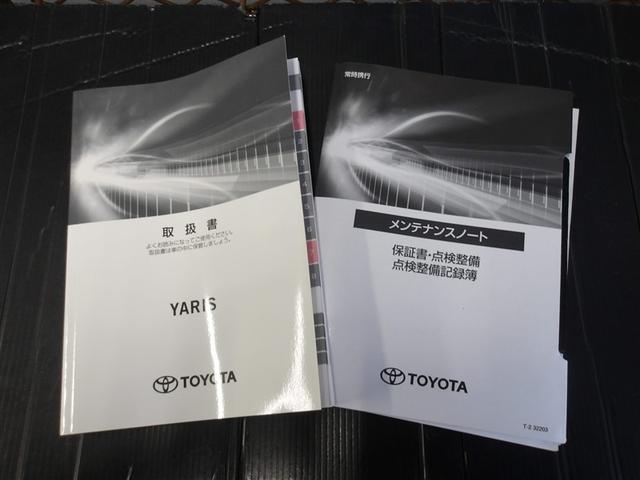 取扱書
よくお読みになってご使用ください。
取扱書は車の中に保管しましょう。
YARIS
TOYOTA
常時携行
メンテナンスノート
保証書・点検整備
点検整備記録簿
TOYOTA
T-2 32203